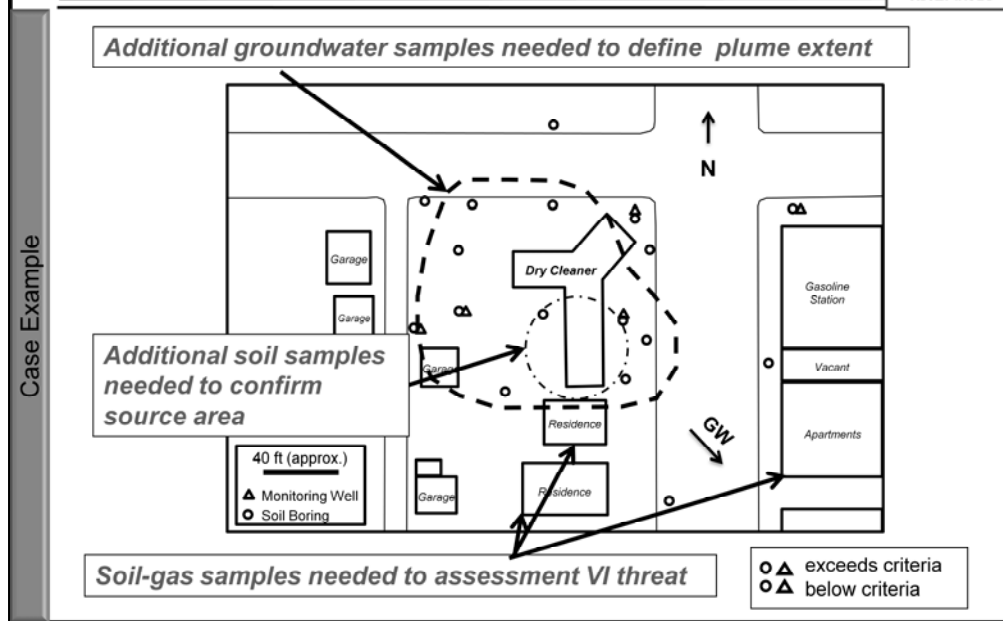 Case Example
Additional groundwater samples needed to define plume extent
N
Garage
Dry Cleaner
Gasoline
Station
Garage
Additional soil samples
needed to confirm
source area
Garage
Vacant
Residence
GW
Apartments
40 ft (approx.)
Monitoring Well
Soil Boring
Garage
Residence
Soil-gas samples needed to assessment VI threat
exceeds criteria
below criteria